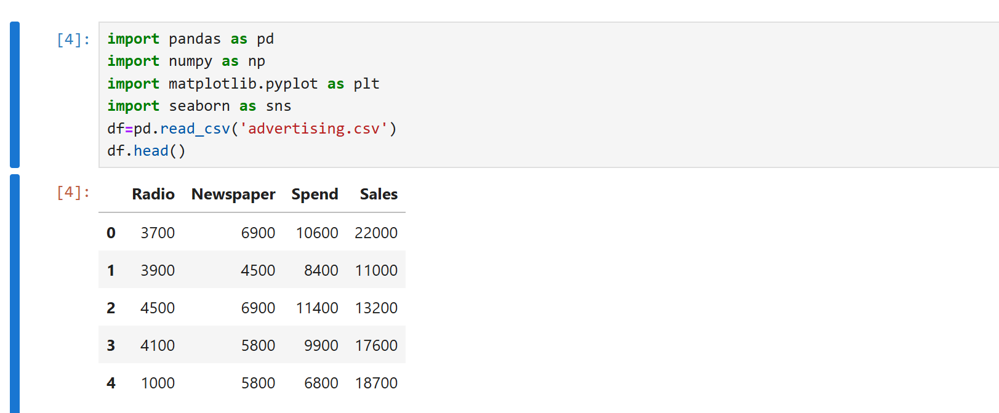 [4]: import pandas as pd
import numpy as np
import matplotlib.pyplot as plt
import seaborn as sns
df=pd.read_csv('advertising.csv')
df.head()
[4]: Radio Newspaper Spend Sales
0 3700 6900 10600 22000
1 3900 4500 8400 11000
2 4500 6900 11400 13200
3 4100 5800 9900 17600
4 1000 5800 6800 18700